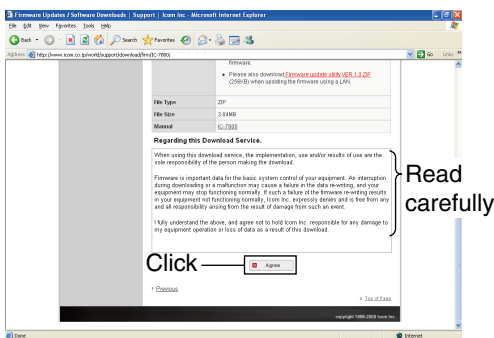 Firmware Updates / Software Downloads | Support | Icom Inc - Microsoft Internet Explorer
File Edit View Favorites Tools Help
Back Search Favorites
Address http://www.icom.co.jp/world/support/download/firm/IC-7800/ Go Links
firmware.
• Please also download Firmware update utility VER.1.0 ZIP
(256KB) when updating the firmware using a LAN.
File Type ZIP
File Size 3.84MB
Manual IC-7800
Regarding this Download Service.
When using this download service, the implementation, use and/or results of use are the
sole responsibility of the person making the download.
Firmware is important data for the basic system control of your equipment. An interruption
during downloading or a malfunction may cause a failure in the data re-writing, and your
equipment may stop functioning normally. If such a failure of the firmware re-writing results
in your equipment not functioning normally, Icom Inc. expressly denies and is free from any
and all responsibility arising from the result of damage from such an event.
I fully understand the above, and agree not to hold Icom Inc. responsible for any damage to
my equipment operation or loss of data as a result of this download.
Read
carefully
Click
Agree
Previous
Top of Page
copyright 1996-2008 Icom Inc.
Done Internet